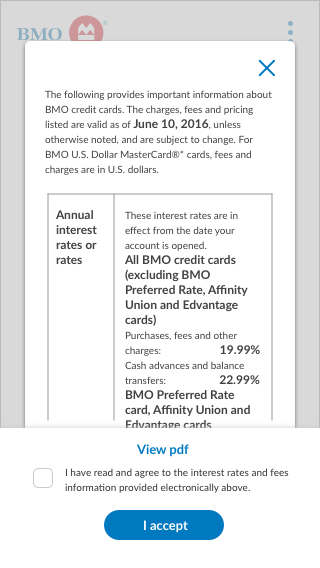 BMO
The following provides important information about
BMO credit cards. The charges, fees and pricing
listed are valid as of June 10, 2016, unless
otherwise noted, and are subject to change. For
BMO U.S. Dollar MasterCard®* cards, fees and
charges are in U.S. dollars.
Annual
interest
rates or
rates
These interest rates are in
effect from the date your
account is opened.
All BMO credit cards
(excluding BMO
Preferred Rate, Affinity
Union and Edvantage
cards)
Purchases, fees and other
charges: 19.99%
Cash advances and balance
transfers: 22.99%
BMO Preferred Rate
card, Affinity Union and
Edvantage cards
View pdf
I have read and agree to the interest rates and fees
information provided electronically above.
I accept